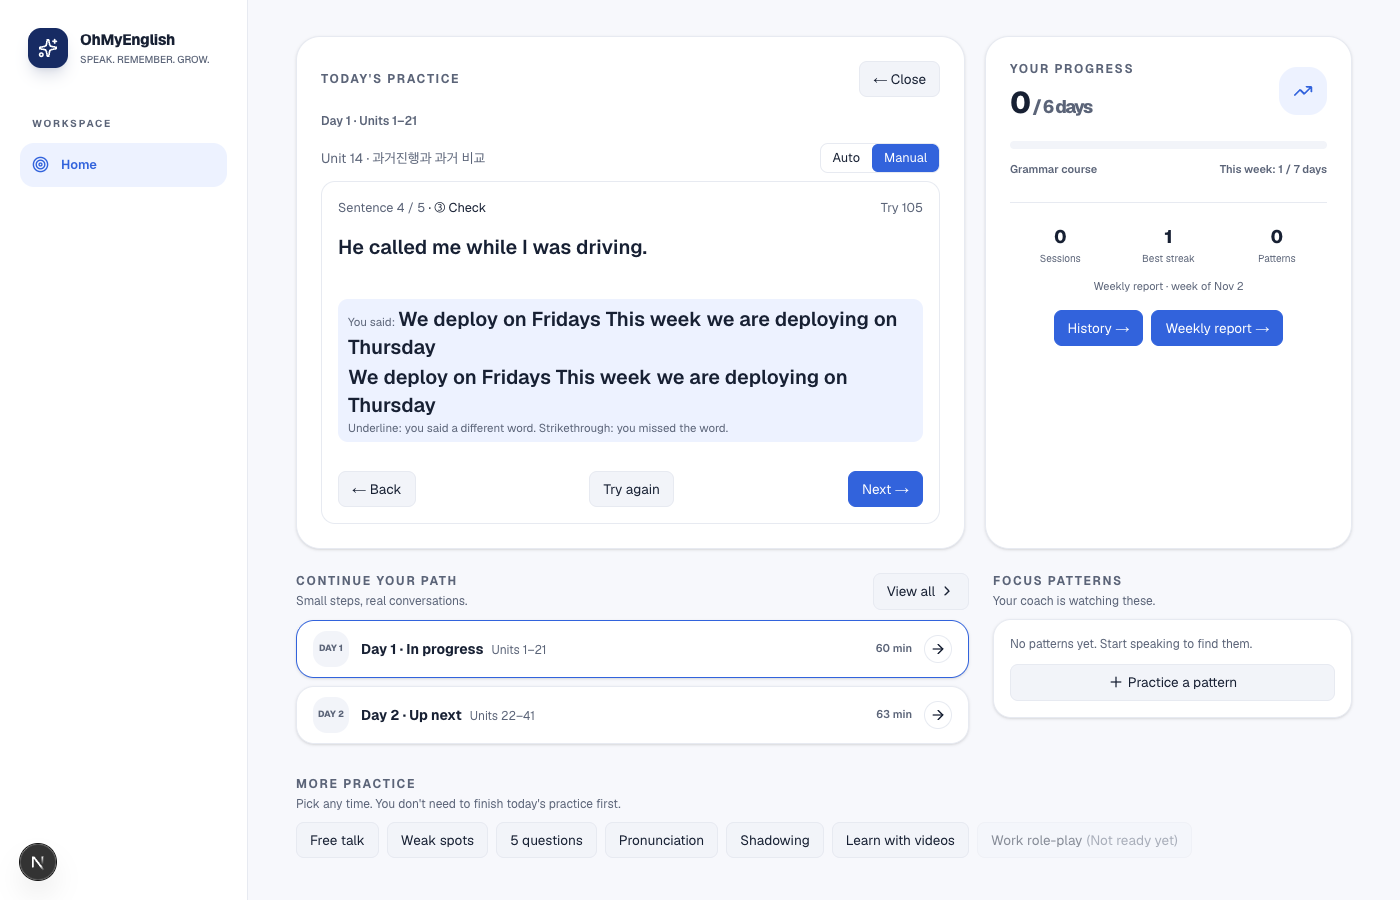 OhMyEnglish
SPEAK. REMEMBER. GROW.
WORKSPACE
Home
TODAY'S PRACTICE
← Close
Day 1 · Units 1–21
Unit 14 · 과거진행과 과거 비교
Auto
Manual
Sentence 4 / 5 · ③ Check
Try 105
He called me while I was driving.
You said: We deploy on Fridays This week we are deploying on
Thursday
We deploy on Fridays This week we are deploying on
Thursday
Underline: you said a different word. Strikethrough: you missed the word.
← Back
Try again
Next →
YOUR PROGRESS
0 / 6 days
Grammar course
This week: 1 / 7 days
0
Sessions
1
Best streak
0
Patterns
Weekly report · week of Nov 2
History →
Weekly report →
CONTINUE YOUR PATH
Small steps, real conversations.
View all
DAY 1
Day 1 · In progress Units 1–21
60 min
DAY 2
Day 2 · Up next Units 22–41
63 min
FOCUS PATTERNS
Your coach is watching these.
No patterns yet. Start speaking to find them.
+ Practice a pattern
MORE PRACTICE
Pick any time. You don't need to finish today's practice first.
Free talk
Weak spots
5 questions
Pronunciation
Shadowing
Learn with videos
Work role-play (Not ready yet)
N